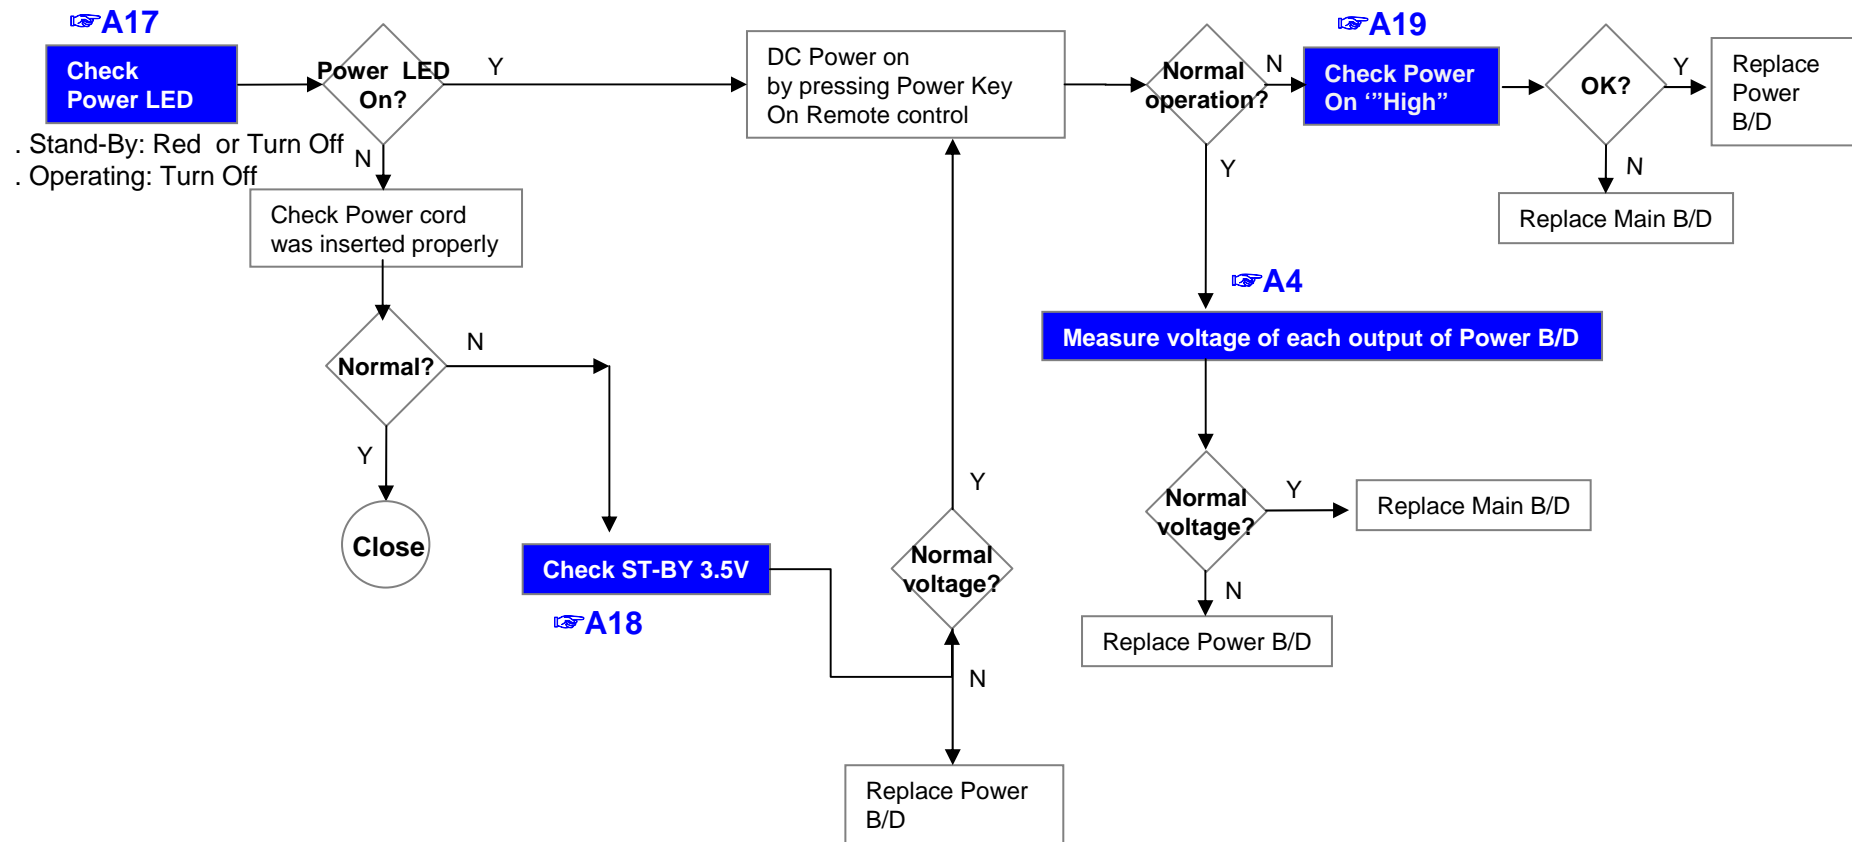 ☞A17
Check
Power LED
. Stand-By: Red or Turn Off
. Operating: Turn Off
Power LED
On?
Y
N
Check Power cord
was inserted properly
Normal?
N
Y
Close
Check ST-BY 3.5V
☞A18
Normal
voltage?
Y
N
Replace Power
B/D
DC Power on
by pressing Power Key
On Remote control
Normal
operation?
N
Y
☞A19
Check Power
On ‘”High”
OK?
Y
Replace
Power
B/D
N
Replace Main B/D
☞A4
Measure voltage of each output of Power B/D
Normal
voltage?
Y
Replace Main B/D
N
Replace Power B/D